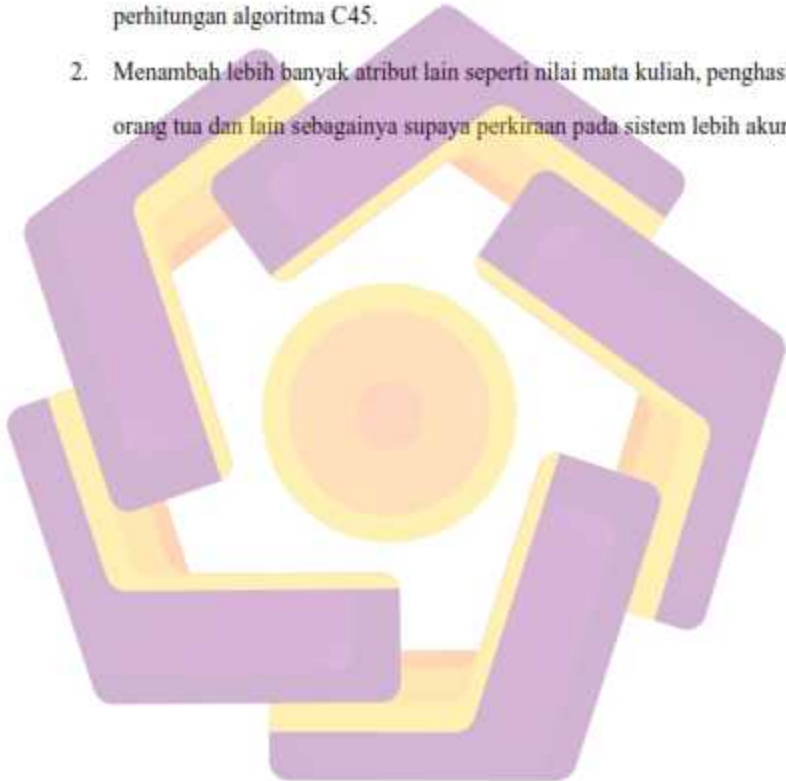 perhitungan algoritma C45.
2. Menambah lebih banyak atribut lain seperti nilai mata kuliah, penghas
orang tua dan lain sebagainya supaya perkiraan pada sistem lebih akur